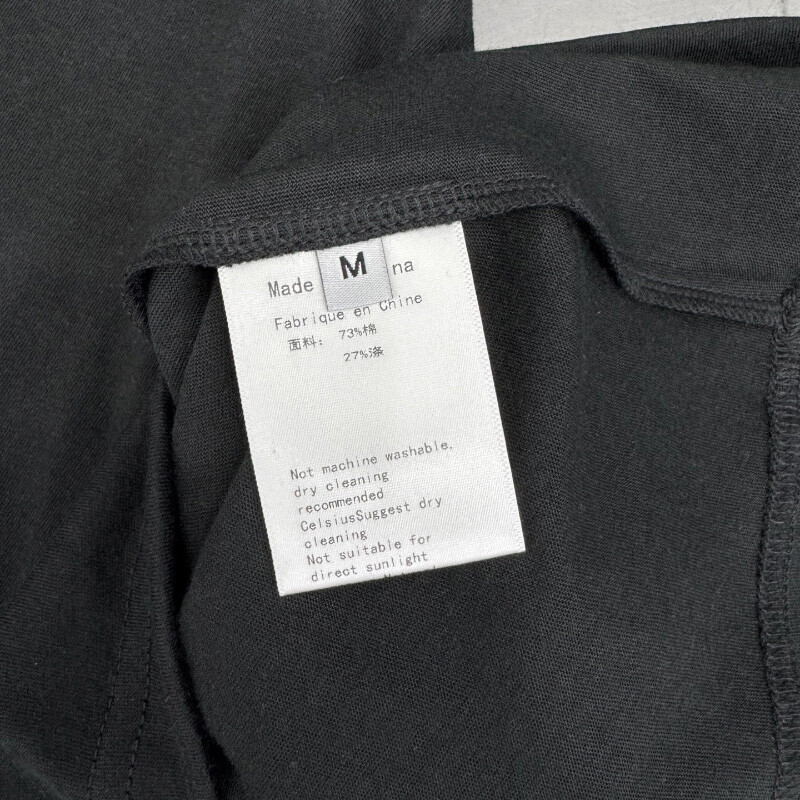 M
Made na
Fabrique en Chine
面料: 73%棉
27%涤
Not machine washable,
dry cleaning
recommended
CelsiusSuggest dry
cleaning
Not suitable for
direct sunlight